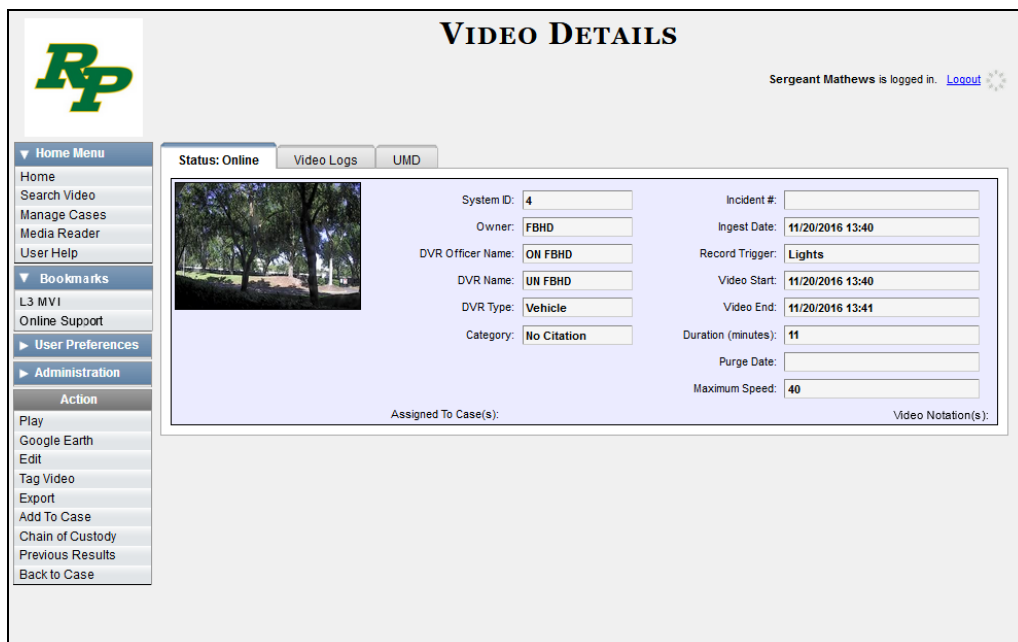 VIDEO DETAILS
RP
Sergeant Mathews is logged in. Logout
▼ Home Menu
Home
Search Video
Manage Cases
Media Reader
User Help
▼ Bookmarks
L3 MVI
Online Support
► User Preferences
► Administration
Action
Play
Google Earth
Edit
Tag Video
Export
Add To Case
Chain of Custody
Previous Results
Back to Case
Status: Online
Video Logs
UMD
System ID: 4
Owner: FBHD
DVR Officer Name: ON FBHD
DVR Name: UN FBHD
DVR Type: Vehicle
Category: No Citation
Incident #:
Ingest Date: 11/20/2016 13:40
Record Trigger: Lights
Video Start: 11/20/2016 13:40
Video End: 11/20/2016 13:41
Duration (minutes): 11
Purge Date:
Maximum Speed: 40
Assigned To Case(s):
Video Notation(s):